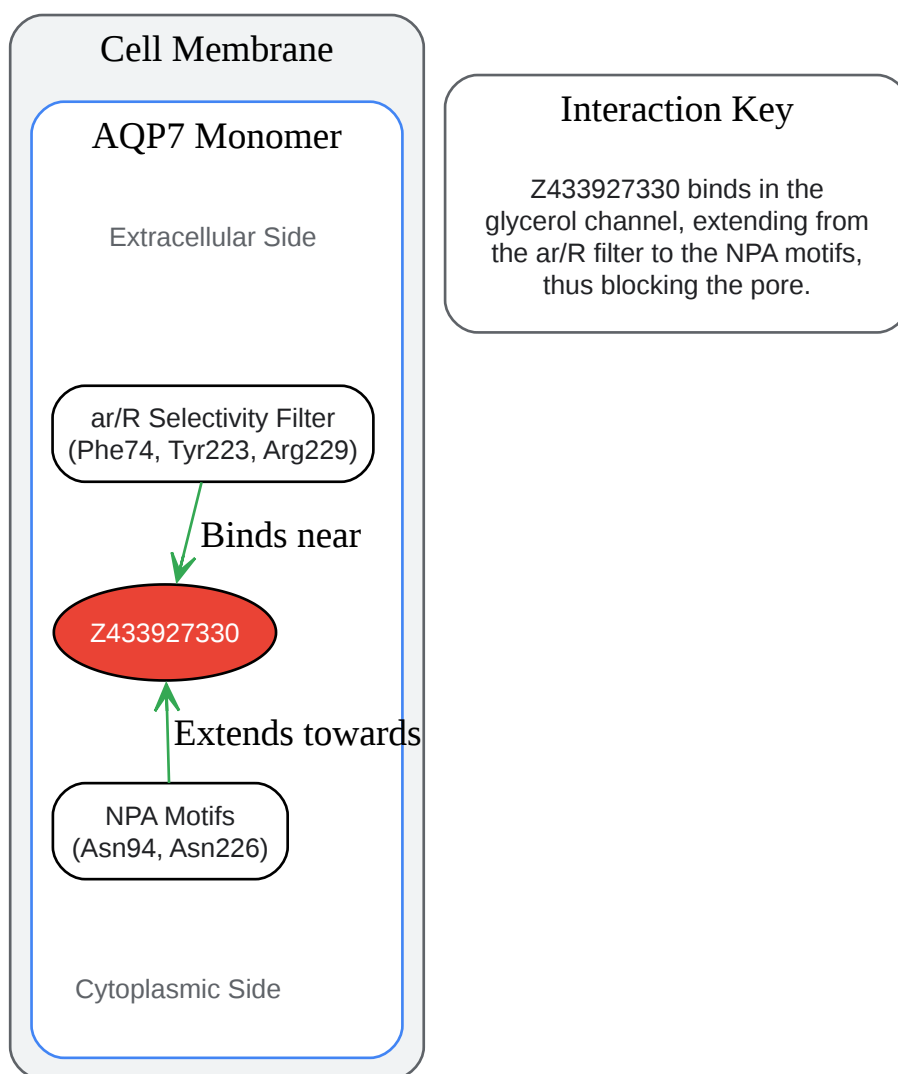 Cell Membrane
AQP7 Monomer
Extracellular Side
ar/R Selectivity Filter
(Phe74, Tyr223, Arg229)
Binds near
Z433927330
Extends towards
NPA Motifs
(Asn94, Asn226)
Cytoplasmic Side
Interaction Key
Z433927330 binds in the
glycerol channel, extending from
the ar/R filter to the NPA motifs,
thus blocking the pore.